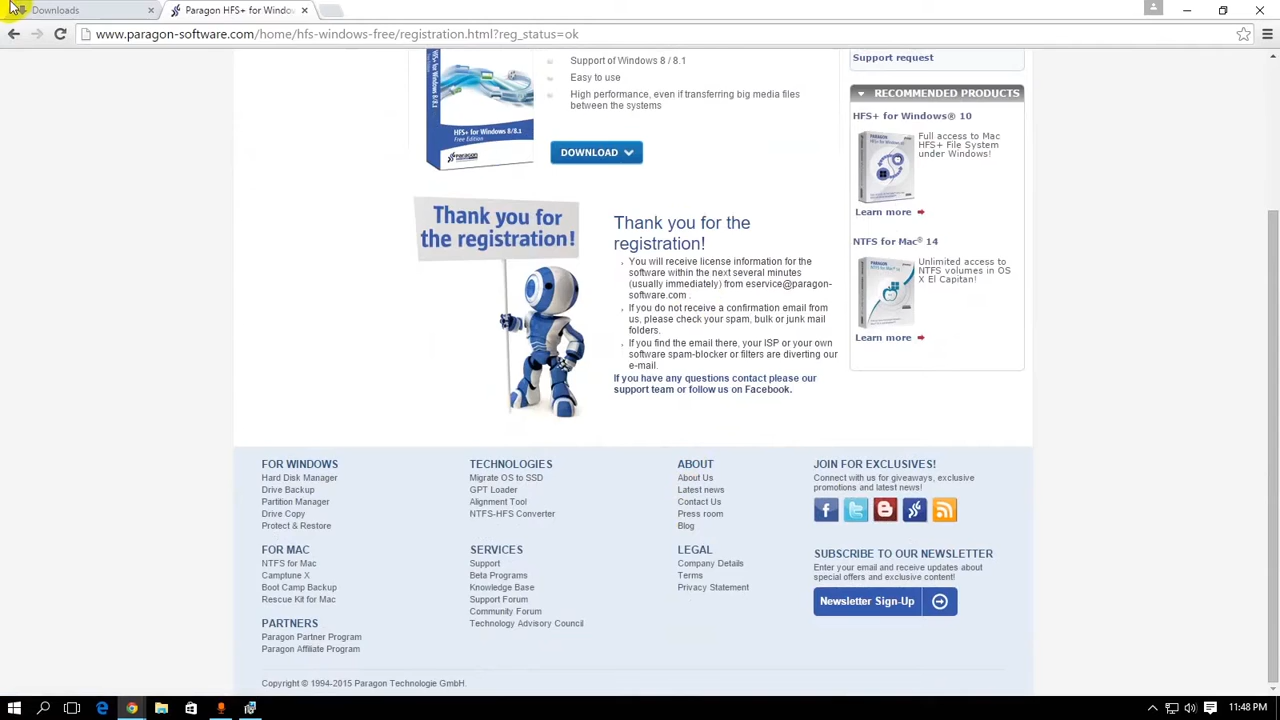 Downloads
Paragon HFS+ for Window
www.paragon-software.com/home/hfs-windows-free/registration.html?reg_status=ok
Support of Windows 8 / 8.1
Easy to use
High performance, even if transferring big media files
between the systems
HFS+ for Windows 8/8.1
Free Edition
DOWNLOAD
Support request
RECOMMENDED PRODUCTS
HFS+ for Windows® 10
Full access to Mac
HFS+ File System
under Windows!
Learn more
NTFS for Mac® 14
Unlimited access to
NTFS volumes in OS
X El Capitan!
Learn more
Thank you for
the registration!
Thank you for the
registration!
You will receive license information for the
software within the next several minutes
(usually immediately) from eservice@paragon-
software.com .
If you do not receive a confirmation email from
us, please check your spam, bulk or junk mail
folders.
If you find the email there, your ISP or your own
software spam-blocker or filters are diverting our
e-mail.
If you have any questions contact please our
support team or follow us on Facebook.
FOR WINDOWS
Hard Disk Manager
Drive Backup
Partition Manager
Drive Copy
Protect & Restore
FOR MAC
NTFS for Mac
Camptune X
Boot Camp Backup
Rescue Kit for Mac
PARTNERS
Paragon Partner Program
Paragon Affiliate Program
TECHNOLOGIES
Migrate OS to SSD
GPT Loader
Alignment Tool
NTFS-HFS Converter
SERVICES
Support
Beta Programs
Knowledge Base
Support Forum
Community Forum
Technology Advisory Council
ABOUT
About Us
Latest news
Contact Us
Press room
Blog
LEGAL
Company Details
Terms
Privacy Statement
JOIN FOR EXCLUSIVES!
Connect with us for giveaways, exclusive
promotions and latest news!
SUBSCRIBE TO OUR NEWSLETTER
Enter your email and receive updates about
special offers and exclusive content!
Newsletter Sign-Up
Copyright © 1994-2015 Paragon Technologie GmbH.
11:48 PM